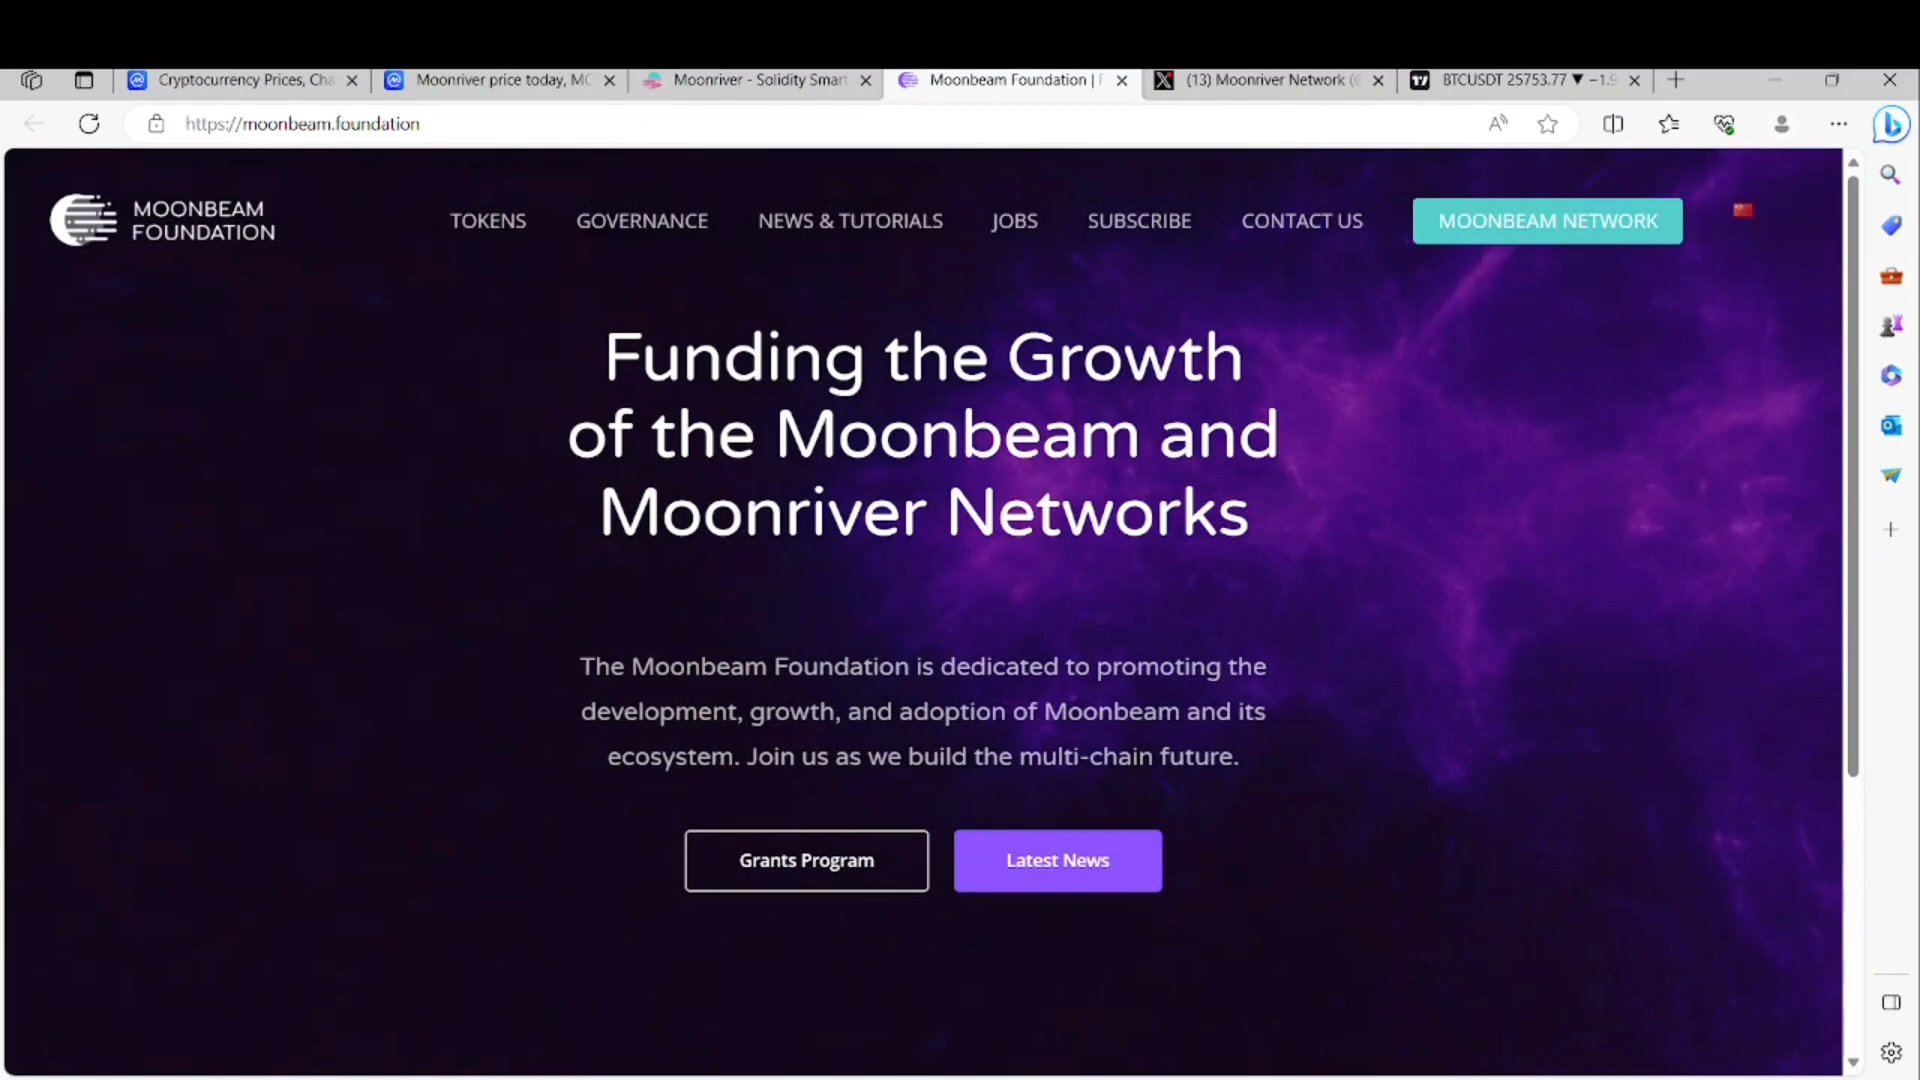 Cryptocurrency Prices, Cha
Moonriver price today, MC
Moonriver - Solidity Smart
Moonbeam Foundation | F
(13) Moonriver Network (@
BTCUSDT 25753.77 ▼ −1.9
https://moonbeam.foundation
MOONBEAM
FOUNDATION
TOKENS
GOVERNANCE
NEWS & TUTORIALS
JOBS
SUBSCRIBE
CONTACT US
MOONBEAM NETWORK
Funding the Growth
of the Moonbeam and
Moonriver Networks
The Moonbeam Foundation is dedicated to promoting the
development, growth, and adoption of Moonbeam and its
ecosystem. Join us as we build the multi-chain future.
Grants Program
Latest News